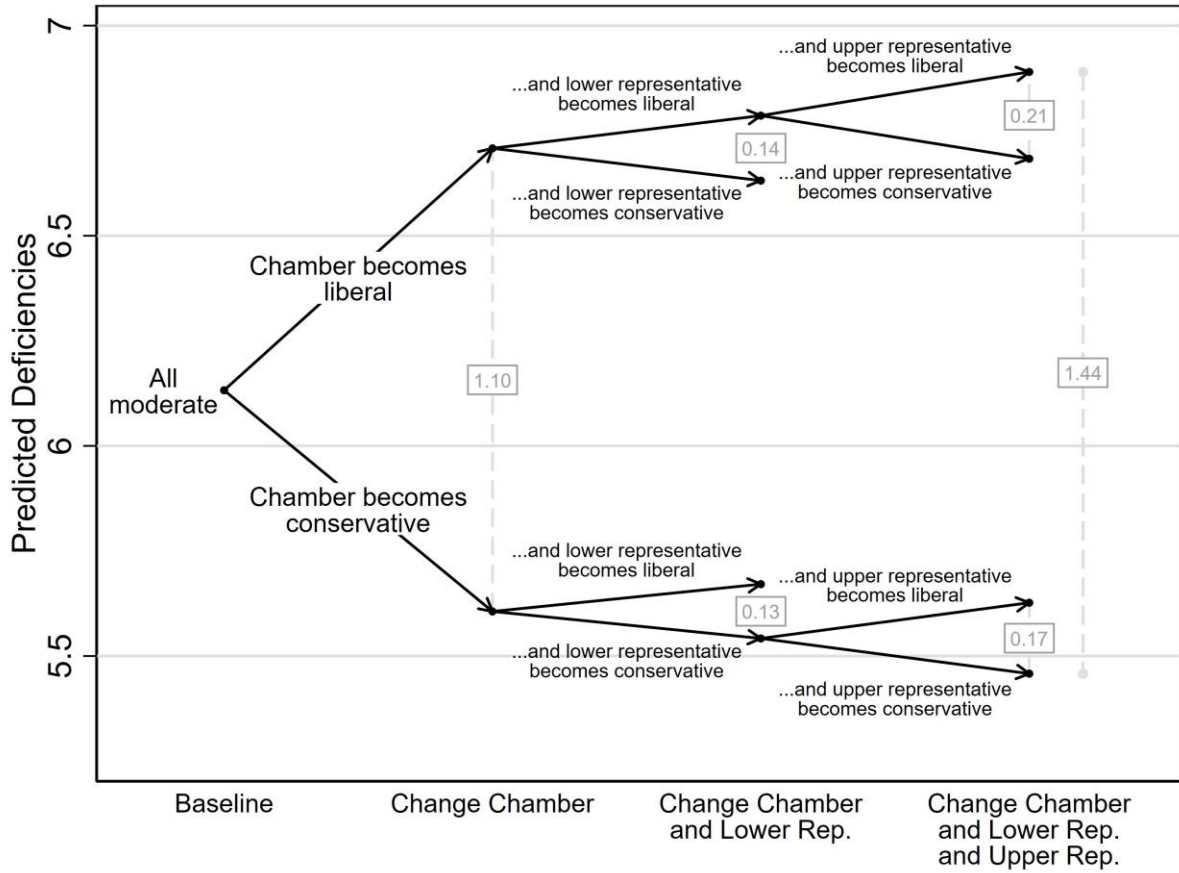 Predicted Deficiencies
7
6.5
6
5.5
All
moderate
Chamber becomes
liberal
Chamber becomes
conservative
1.10
...and lower representative
becomes liberal
...and lower representative
becomes conservative
0.14
...and upper representative
becomes liberal
...and upper representative
becomes conservative
0.21
1.44
...and lower representative
becomes liberal
...and lower representative
becomes conservative
0.13
...and upper representative
becomes liberal
...and upper representative
becomes conservative
0.17
Baseline
Change Chamber
Change Chamber
and Lower Rep.
Change Chamber
and Lower Rep.
and Upper Rep.